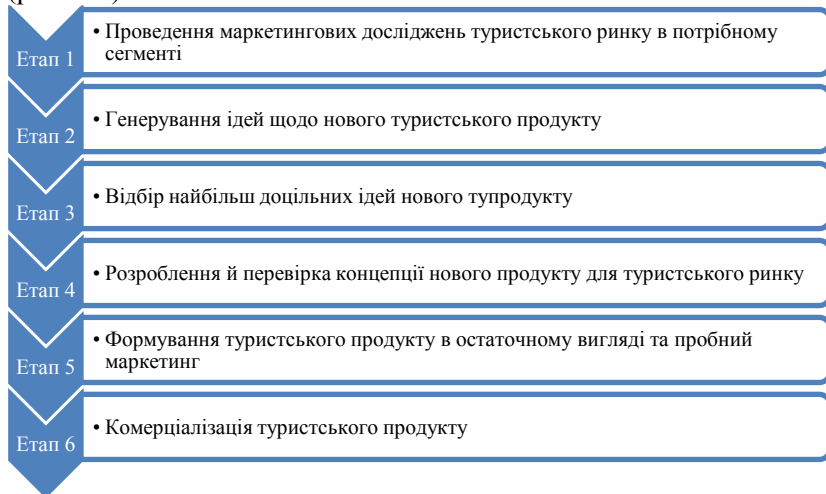 Етап 1
• Проведення маркетингових досліджень туристського ринку в потрібному
сегменті
Етап 2
• Генерування ідей щодо нового туристського продукту
Етап 3
• Відбір найбільш доцільних ідей нового тупродукту
Етап 4
• Розроблення й перевірка концепції нового продукту для туристського ринку
Етап 5
• Формування туристського продукту в остаточному вигляді та пробний
маркетинг
Етап 6
• Комерціалізація туристського продукту